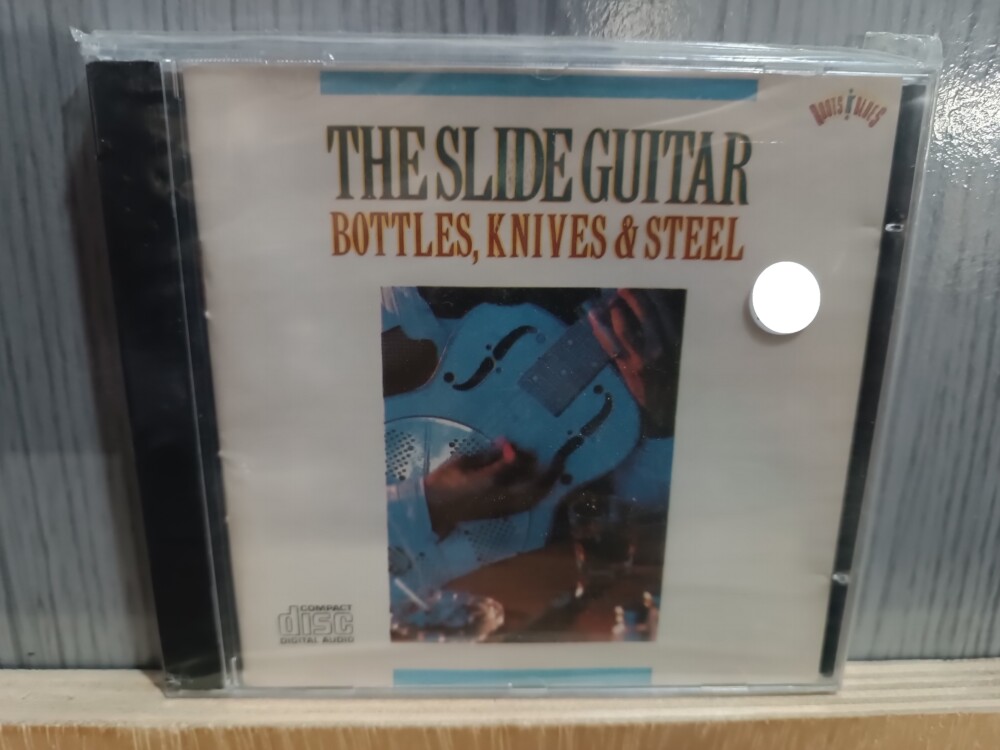 ROOTS N' BLUES
THE SLIDE GUITAR
BOTTLES, KNIVES & STEEL
COMPACT
disc
DIGITAL AUDIO